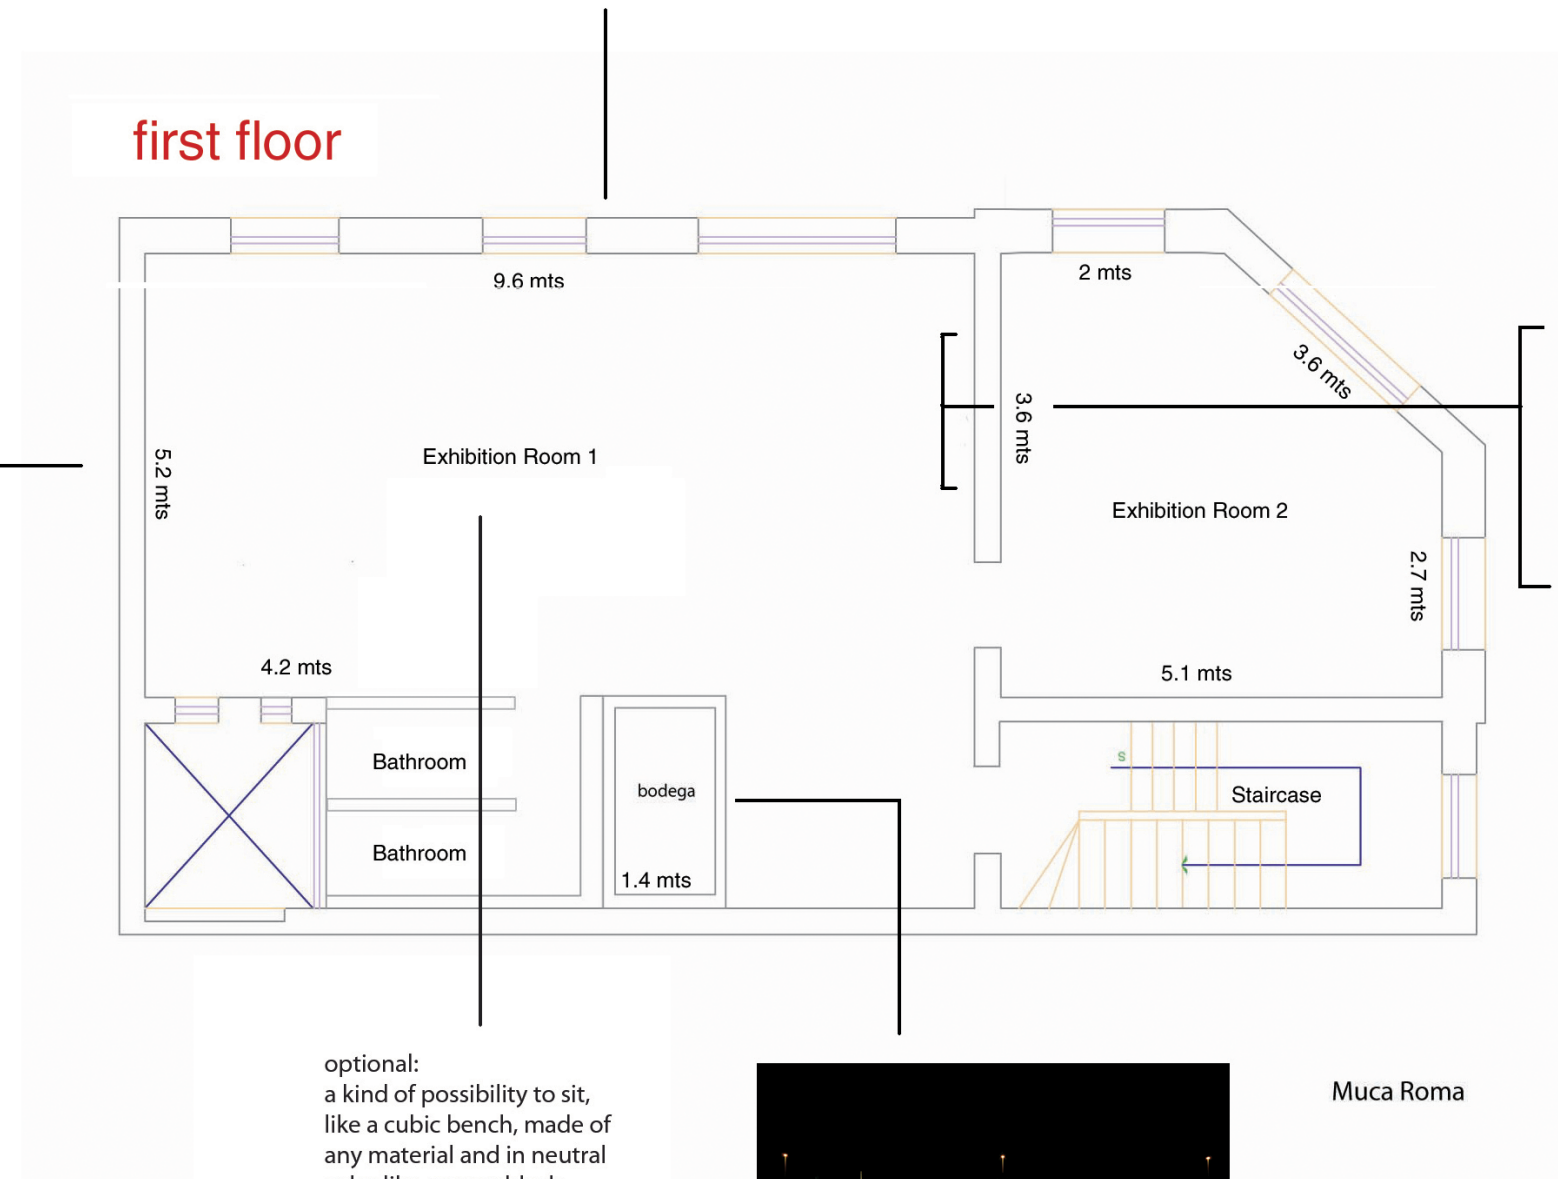 first floor
9.6 mts
2 mts
3.6 mts
3.6 mts
5.2 mts
Exhibition Room 1
Exhibition Room 2
2.7 mts
4.2 mts
5.1 mts
Bathroom
bodega
s
Staircase
Bathroom
1.4 mts
optional:
a kind of possibility to sit,
like a cubic bench, made of
any material and in neutral
Muca Roma